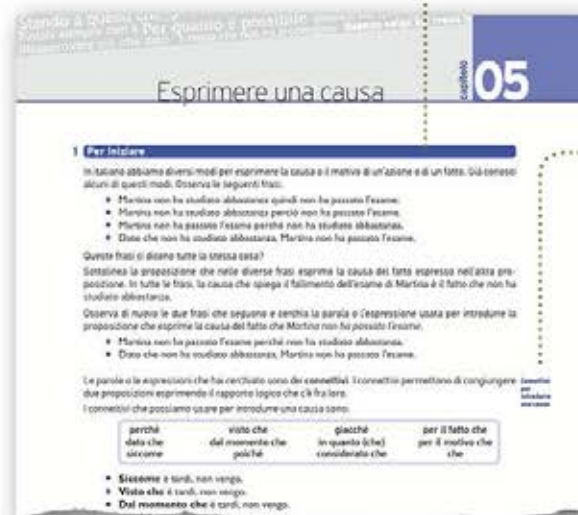 Stando a questo che
Per quanto è possibile
Esprimere una causa
capitolo
05
1 Per iniziare
In italiano abbiamo diversi modi per esprimere la causa o il motivo di un'azione e di un fatto. Già conosci
alcuni di questi modi. Osserva le seguenti frasi.
Martina non ha studiato abbastanza quindi non ha passato l'esame.
Martina non ha studiato abbastanza perciò non ha passato l'esame.
Martina non ha passato l'esame perché non ha studiato abbastanza.
Dato che non ha studiato abbastanza, Martina non ha passato l'esame.
Queste frasi ci dicono tutte la stessa cosa?
Sottolinea la proposizione che nelle diverse frasi esprime la causa del fatto espresso nell'altra pro-
posizione. In tutte le frasi, la causa che spiega il fallimento dell'esame di Martina è il fatto che non ha
studiato abbastanza.
Osserva di nuovo le due frasi che seguono e cerchia la parola o l'espressione usata per introdurre la
proposizione che esprime la causa del fatto che Martina non ha passato l'esame.
Martina non ha passato l'esame perché non ha studiato abbastanza.
Dato che non ha studiato abbastanza, Martina non ha passato l'esame.
Le parole o le espressioni che hai cerchiato sono dei connettivi. I connettivi permettono di congiungere
due proposizioni esprimendo il rapporto logico che c'è fra loro.
Connettivi
per
introdurre
una causa
I connettivi che possiamo usare per introdurre una causa sono:
perché visto che giacché per il fatto che
dato che dal momento che in quanto (che) per il motivo che
siccome poiché considerato che che
Siccome è tardi, non vengo.
Visto che è tardi, non vengo.
Dal momento che è tardi, non vengo.